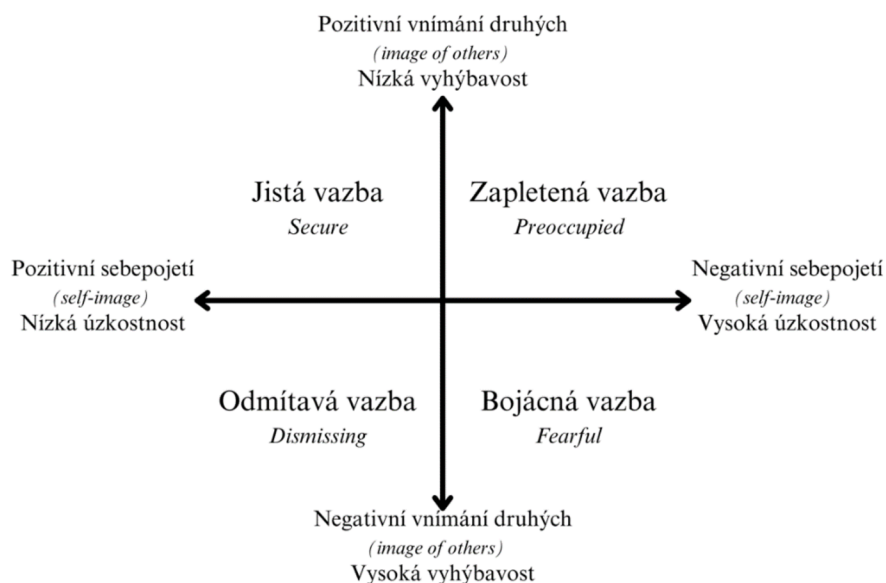 Pozitivní vnímání druhých
(image of others)
Nízká vyhýbavost
Jistá vazba
Secure
Zapletená vazba
Preoccupied
Pozitivní sebepojetí
(self-image)
Nízká úzkostnost
Negativní sebepojetí
(self-image)
Vysoká úzkostnost
Odmítavá vazba
Dismissing
Bojácná vazba
Fearful
Negativní vnímání druhých
(image of others)
Vysoká vyhýbavost